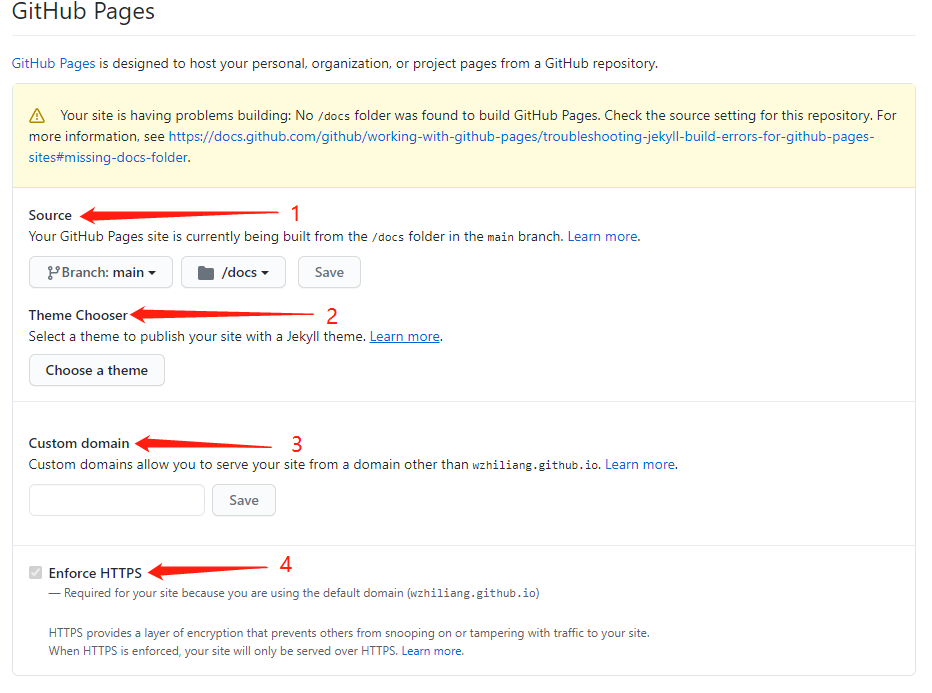 GitHub Pages
GitHub Pages is designed to host your personal, organization, or project pages from a GitHub repository.
Your site is having problems building: No /docs folder was found to build GitHub Pages. Check the source setting for this repository. For
more information, see https://docs.github.com/github/working-with-github-pages/troubleshooting-jekyll-build-errors-for-github-pages-
sites#missing-docs-folder.
Source 1
Your GitHub Pages site is currently being built from the /docs folder in the main branch. Learn more.
Branch: main /docs Save
Theme Chooser 2
Select a theme to publish your site with a Jekyll theme. Learn more.
Choose a theme
Custom domain 3
Custom domains allow you to serve your site from a domain other than wzhiliang.github.io. Learn more.
Save
Enforce HTTPS 4
— Required for your site because you are using the default domain (wzhiliang.github.io)
HTTPS provides a layer of encryption that prevents others from snooping on or tampering with traffic to your site.
When HTTPS is enforced, your site will only be served over HTTPS. Learn more.